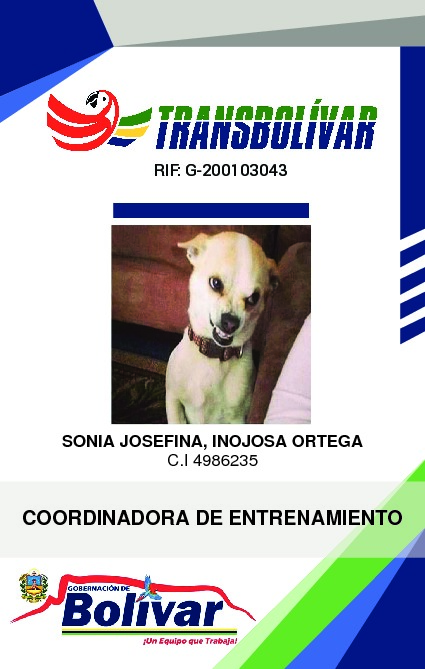 TRANSBOLÍVAR
RIF: G-200103043
SONIA JOSEFINA, INOJOSA ORTEGA
C.I 4986235
COORDINADORA DE ENTRENAMIENTO
GOBERNACIÓN DE
Bolívar
¡Un Equipo que Trabaja!